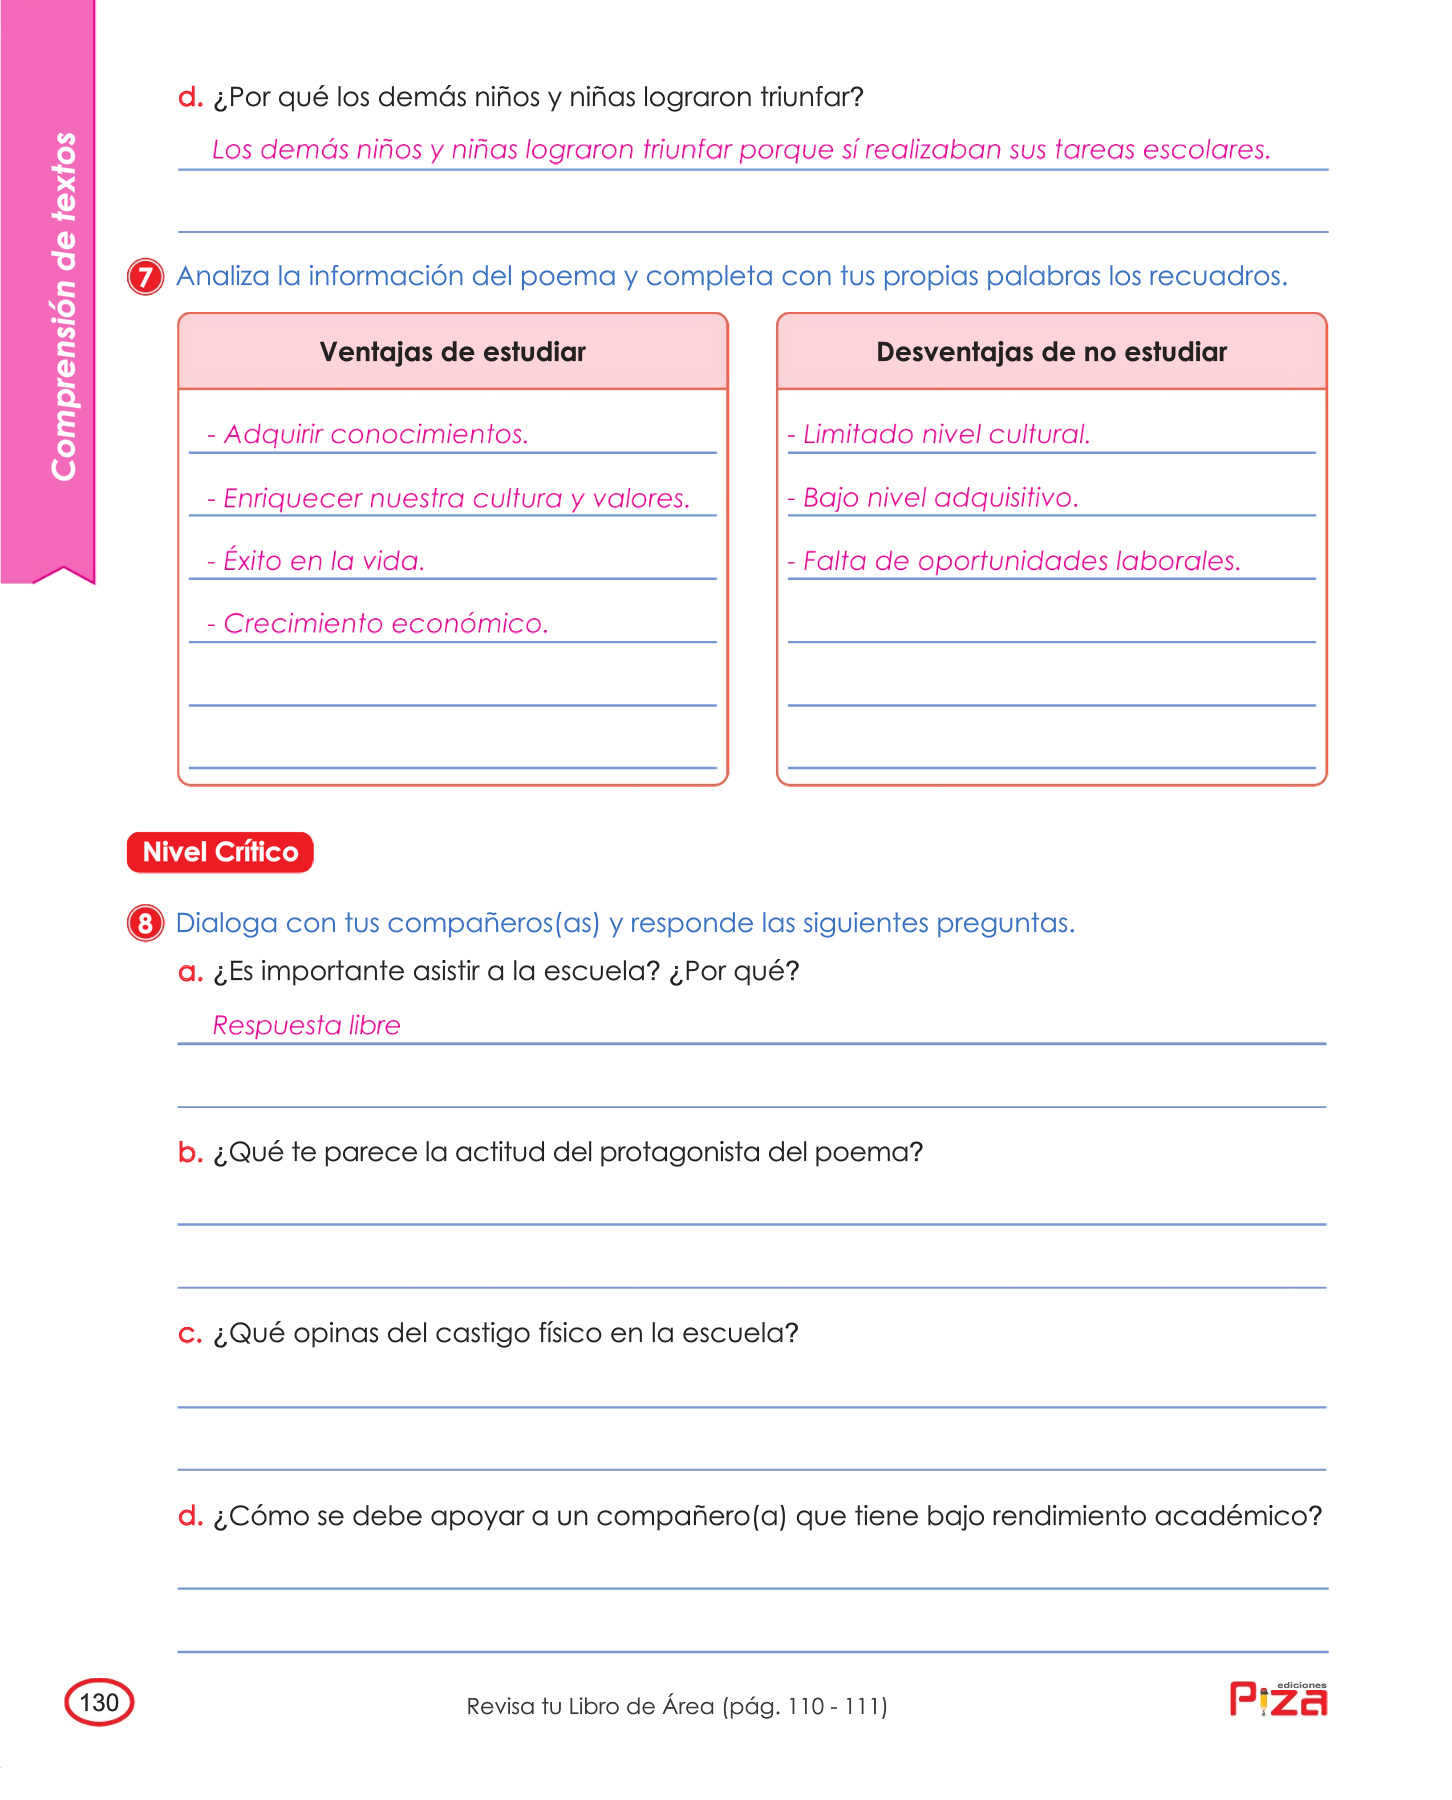 Comprensión de textos
d. ¿Por qué los demás niños y niñas lograron triunfar?
Los demás niños y niñas lograron triunfar porque sí realizaban sus tareas escolares.
7 Analiza la información del poema y completa con tus propias palabras los recuadros.
Ventajas de estudiar
- Adquirir conocimientos.
- Enriquecer nuestra cultura y valores.
- Éxito en la vida.
- Crecimiento económico.
Desventajas de no estudiar
- Limitado nivel cultural.
- Bajo nivel adquisitivo.
- Falta de oportunidades laborales.
Nivel Crítico
8 Dialoga con tus compañeros(as) y responde las siguientes preguntas.
a. ¿Es importante asistir a la escuela? ¿Por qué?
Respuesta libre
b. ¿Qué te parece la actitud del protagonista del poema?
c. ¿Qué opinas del castigo físico en la escuela?
d. ¿Cómo se debe apoyar a un compañero(a) que tiene bajo rendimiento académico?
130
Revisa tu Libro de Área (pág. 110 - 111)
ediciones
Piza